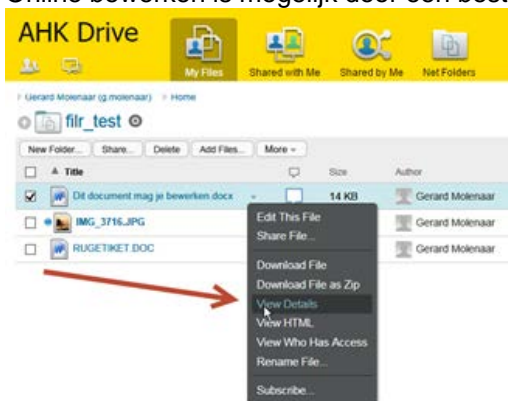 Online bewerken is mogelijk door een best
AHK Drive
My Files
Shared with Me
Shared by Me
Net Folders
Gerard Molenaar (g.molenaar) Home
filr_test
New Folder... Share... Delete Add Files... More
Title Size Author
Dit document mag je bewerken.docx 14 KB Gerard Molenaar
IMG_3716.JPG Gerard Molenaar
RUGETIKET.DOC Gerard Molenaar
Edit This File
Share File...
Download File
Download File as Zip
View Details
View HTML
View Who Has Access
Rename File...
Subscribe...